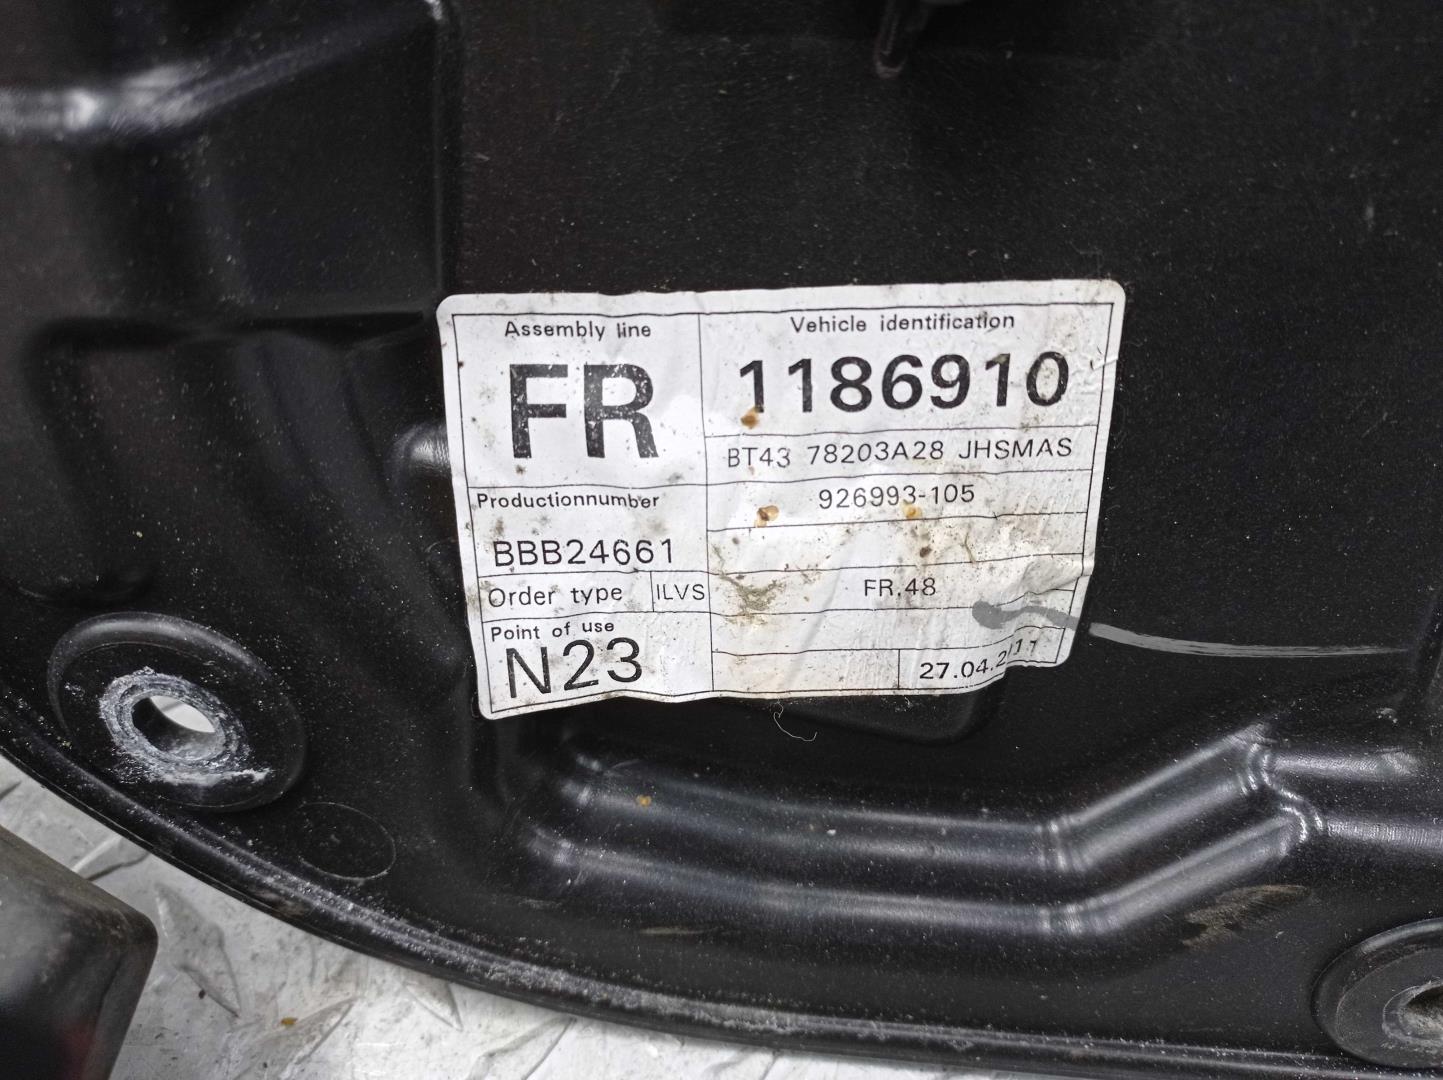 Assembly line
FR
Vehicle identification
1186910
BT43 78203A28 JHSMAS
Productionnumber
926993-105
BBB24661
Order type
ILVS
FR.48
Point of use
N23